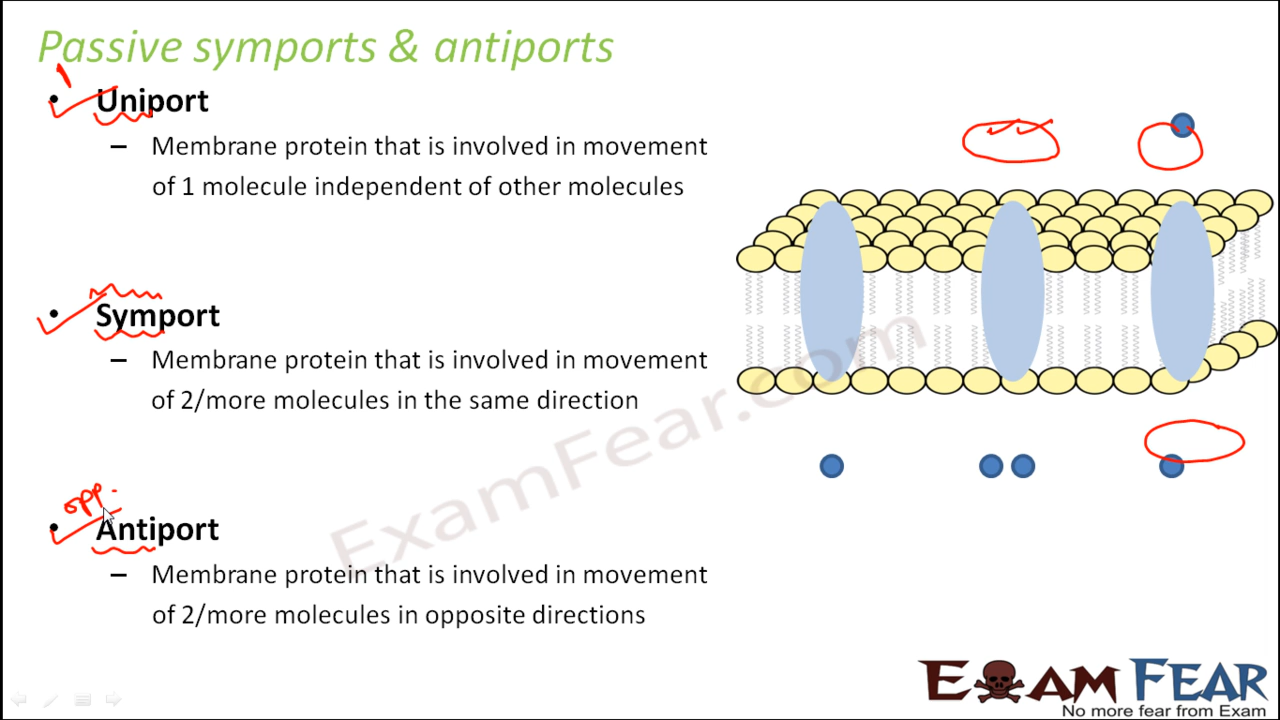 Passive symports & antiports
1
• Uniport
– Membrane protein that is involved in movement
of 1 molecule independent of other molecules
• Symport
– Membrane protein that is involved in movement
of 2/more molecules in the same direction
opp.
• Antiport
– Membrane protein that is involved in movement
of 2/more molecules in opposite directions
ExamFear.com
EXAM FEAR
No more fear from Exam